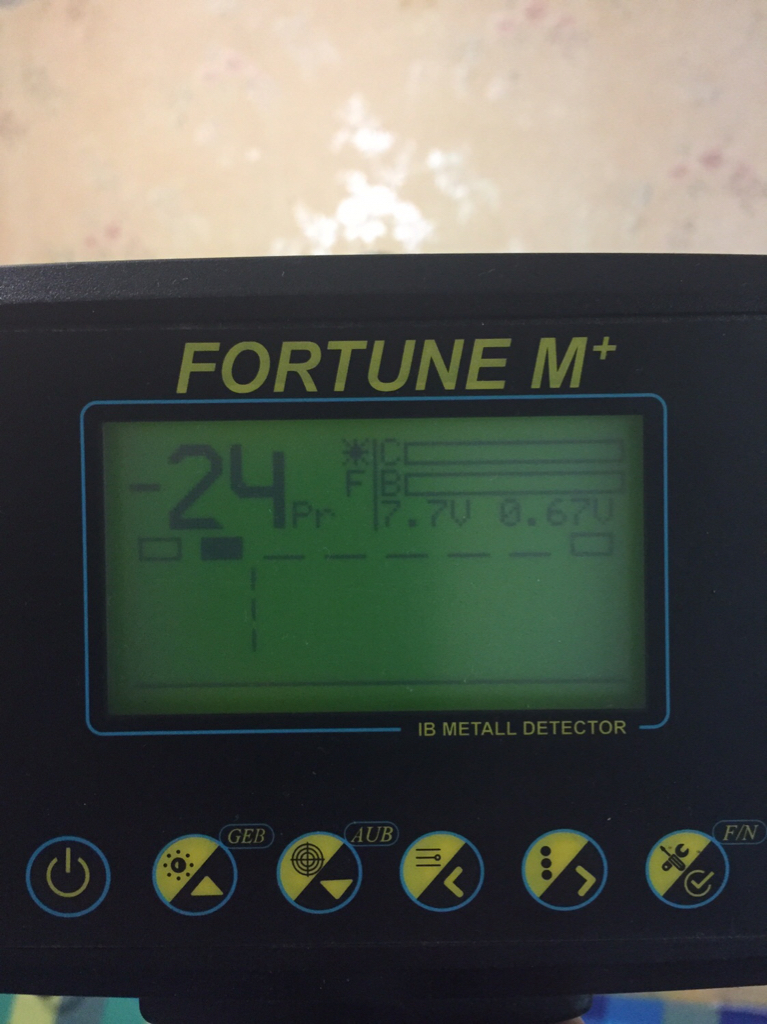 FORTUNE M⁺
-24 Pr
C
F B
7.7V 0.67V
IB METALL DETECTOR
GEB AUB F/N